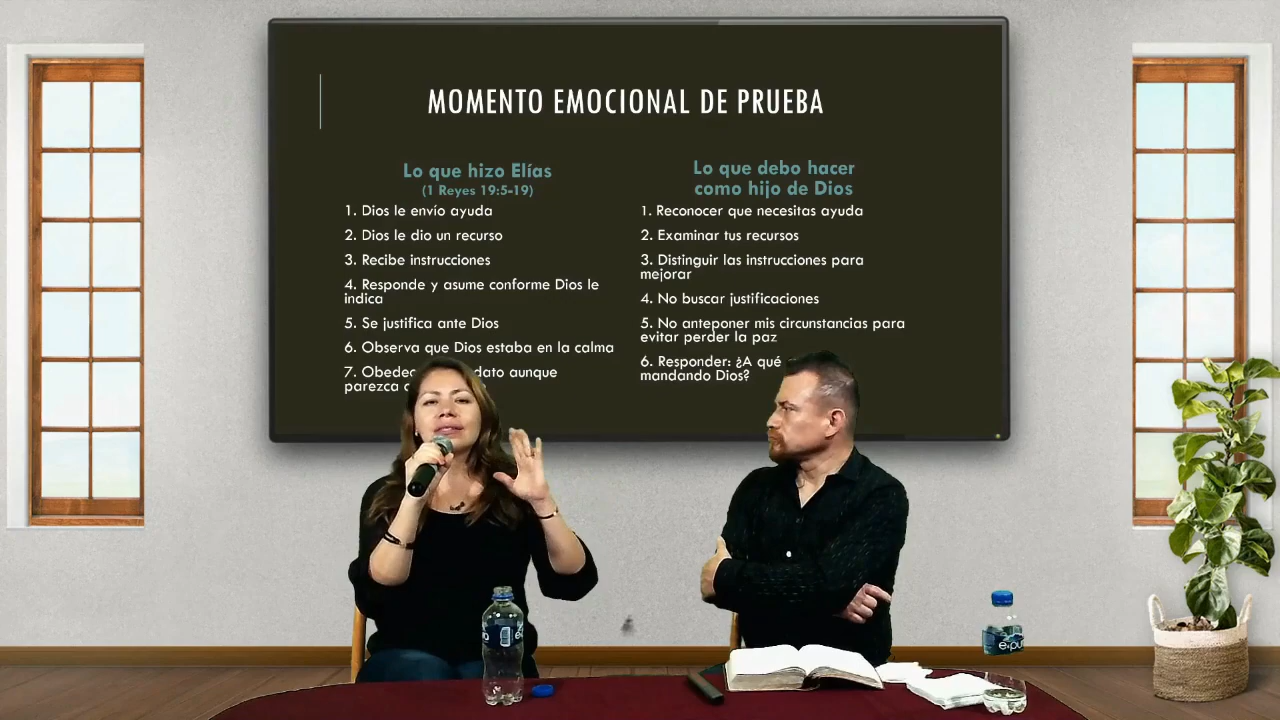 MOMENTO EMOCIONAL DE PRUEBA
Lo que hizo Elías
(1 Reyes 19:5-19)
1. Dios le envío ayuda
2. Dios le dio un recurso
3. Recibe instrucciones
4. Responde y asume conforme Dios le
indica
5. Se justifica ante Dios
6. Observa que Dios estaba en la calma
7. aunque
parezca
Lo que debo hacer
como hijo de Dios
1. Reconocer que necesitas ayuda
2. Examinar tus recursos
3. Distinguir las instrucciones para
mejorar
4. No buscar justificaciones
5. No anteponer mis circunstancias para
evitar perder la paz
6. Responder: ¿A qué
mandando Dios?
e·pura